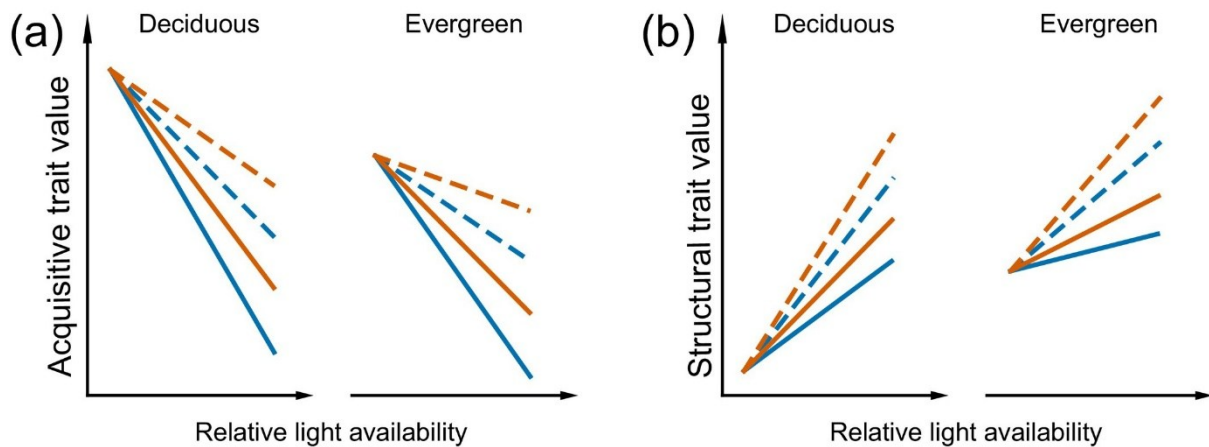 (a)
Deciduous
Evergreen
Acquisitive trait value
Relative light availability
(b)
Deciduous
Evergreen
Structural trait value
Relative light availability